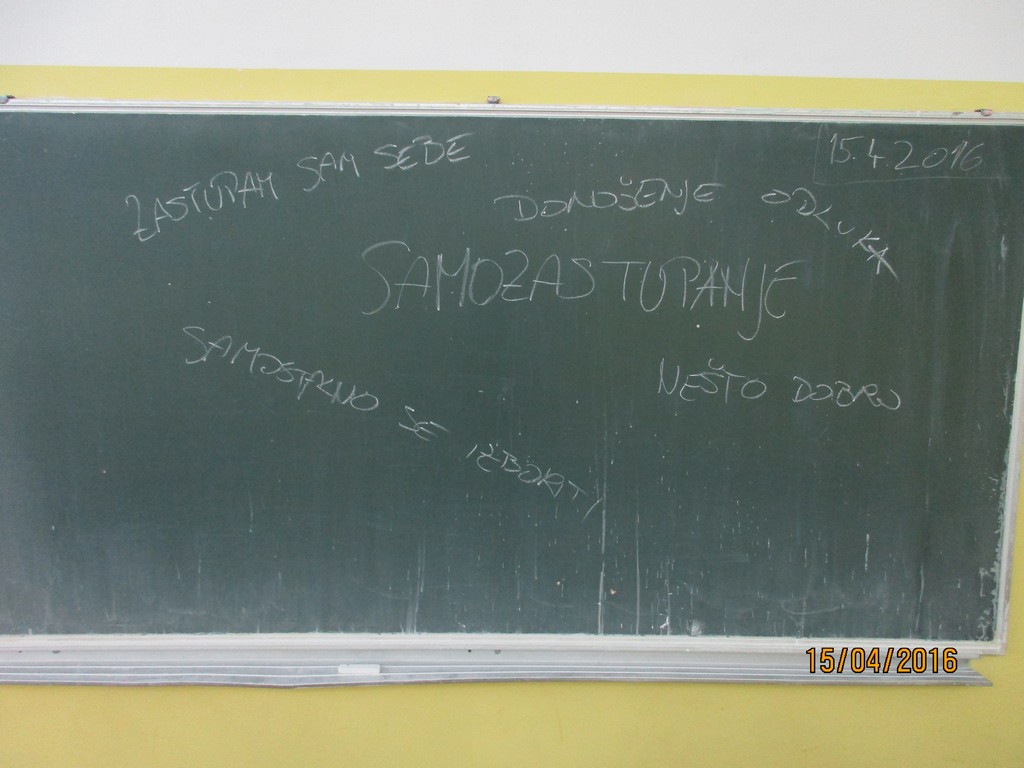 15.4.2016
ZASTUPAM SAM SEBE
DONOŠENJE ODLUKA
SAMOZASTUPANJE
SAMOSTALNO SE IZBORITI
NEŠTO DOBRO
15/04/2016